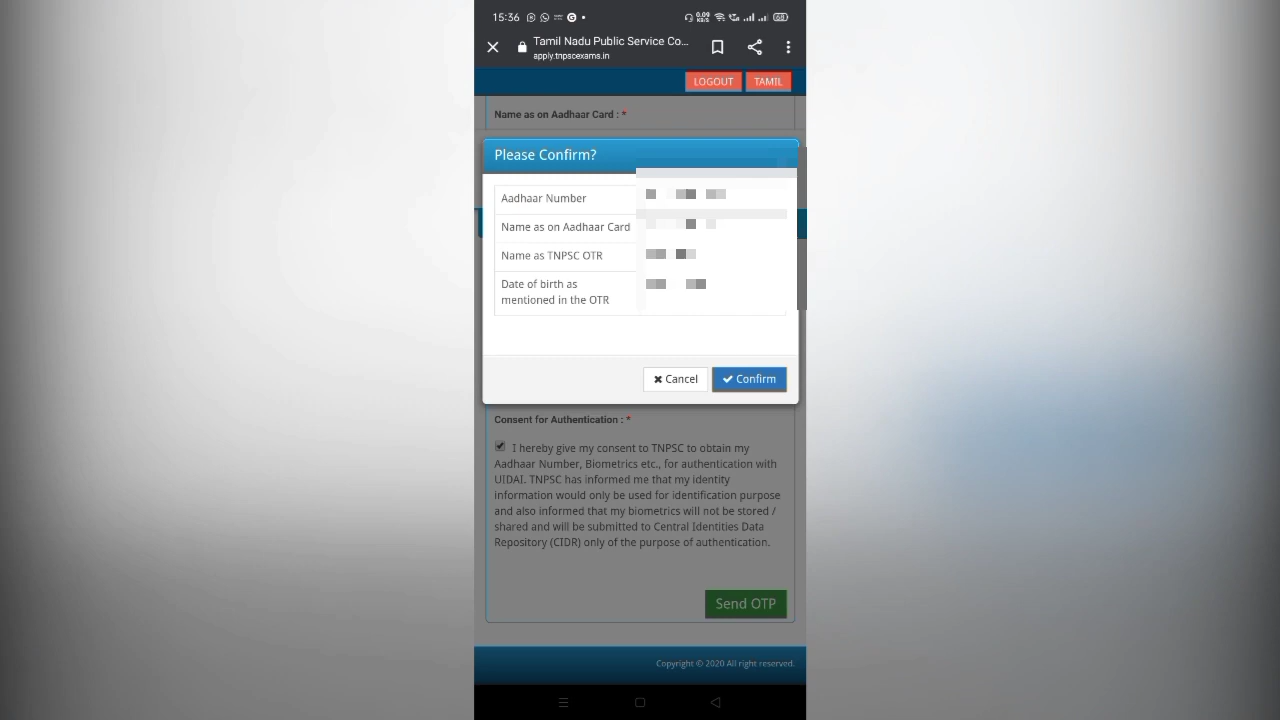 15:36
0.09 KB/S
68
Tamil Nadu Public Service Co...
apply.tnpscexams.in
LOGOUT TAMIL
Name as on Aadhaar Card : *
Please Confirm?
Aadhaar Number
Name as on Aadhaar Card
Name as TNPSC OTR
Date of birth as
mentioned in the OTR
Cancel Confirm
Consent for Authentication : *
I hereby give my consent to TNPSC to obtain my
Aadhaar Number, Biometrics etc., for authentication with
UIDAI. TNPSC has informed me that my identity
information would only be used for identification purpose
and also informed that my biometrics will not be stored /
shared and will be submitted to Central Identities Data
Repository (CIDR) only of the purpose of authentication.
Send OTP
Copyright © 2020 All right reserved.